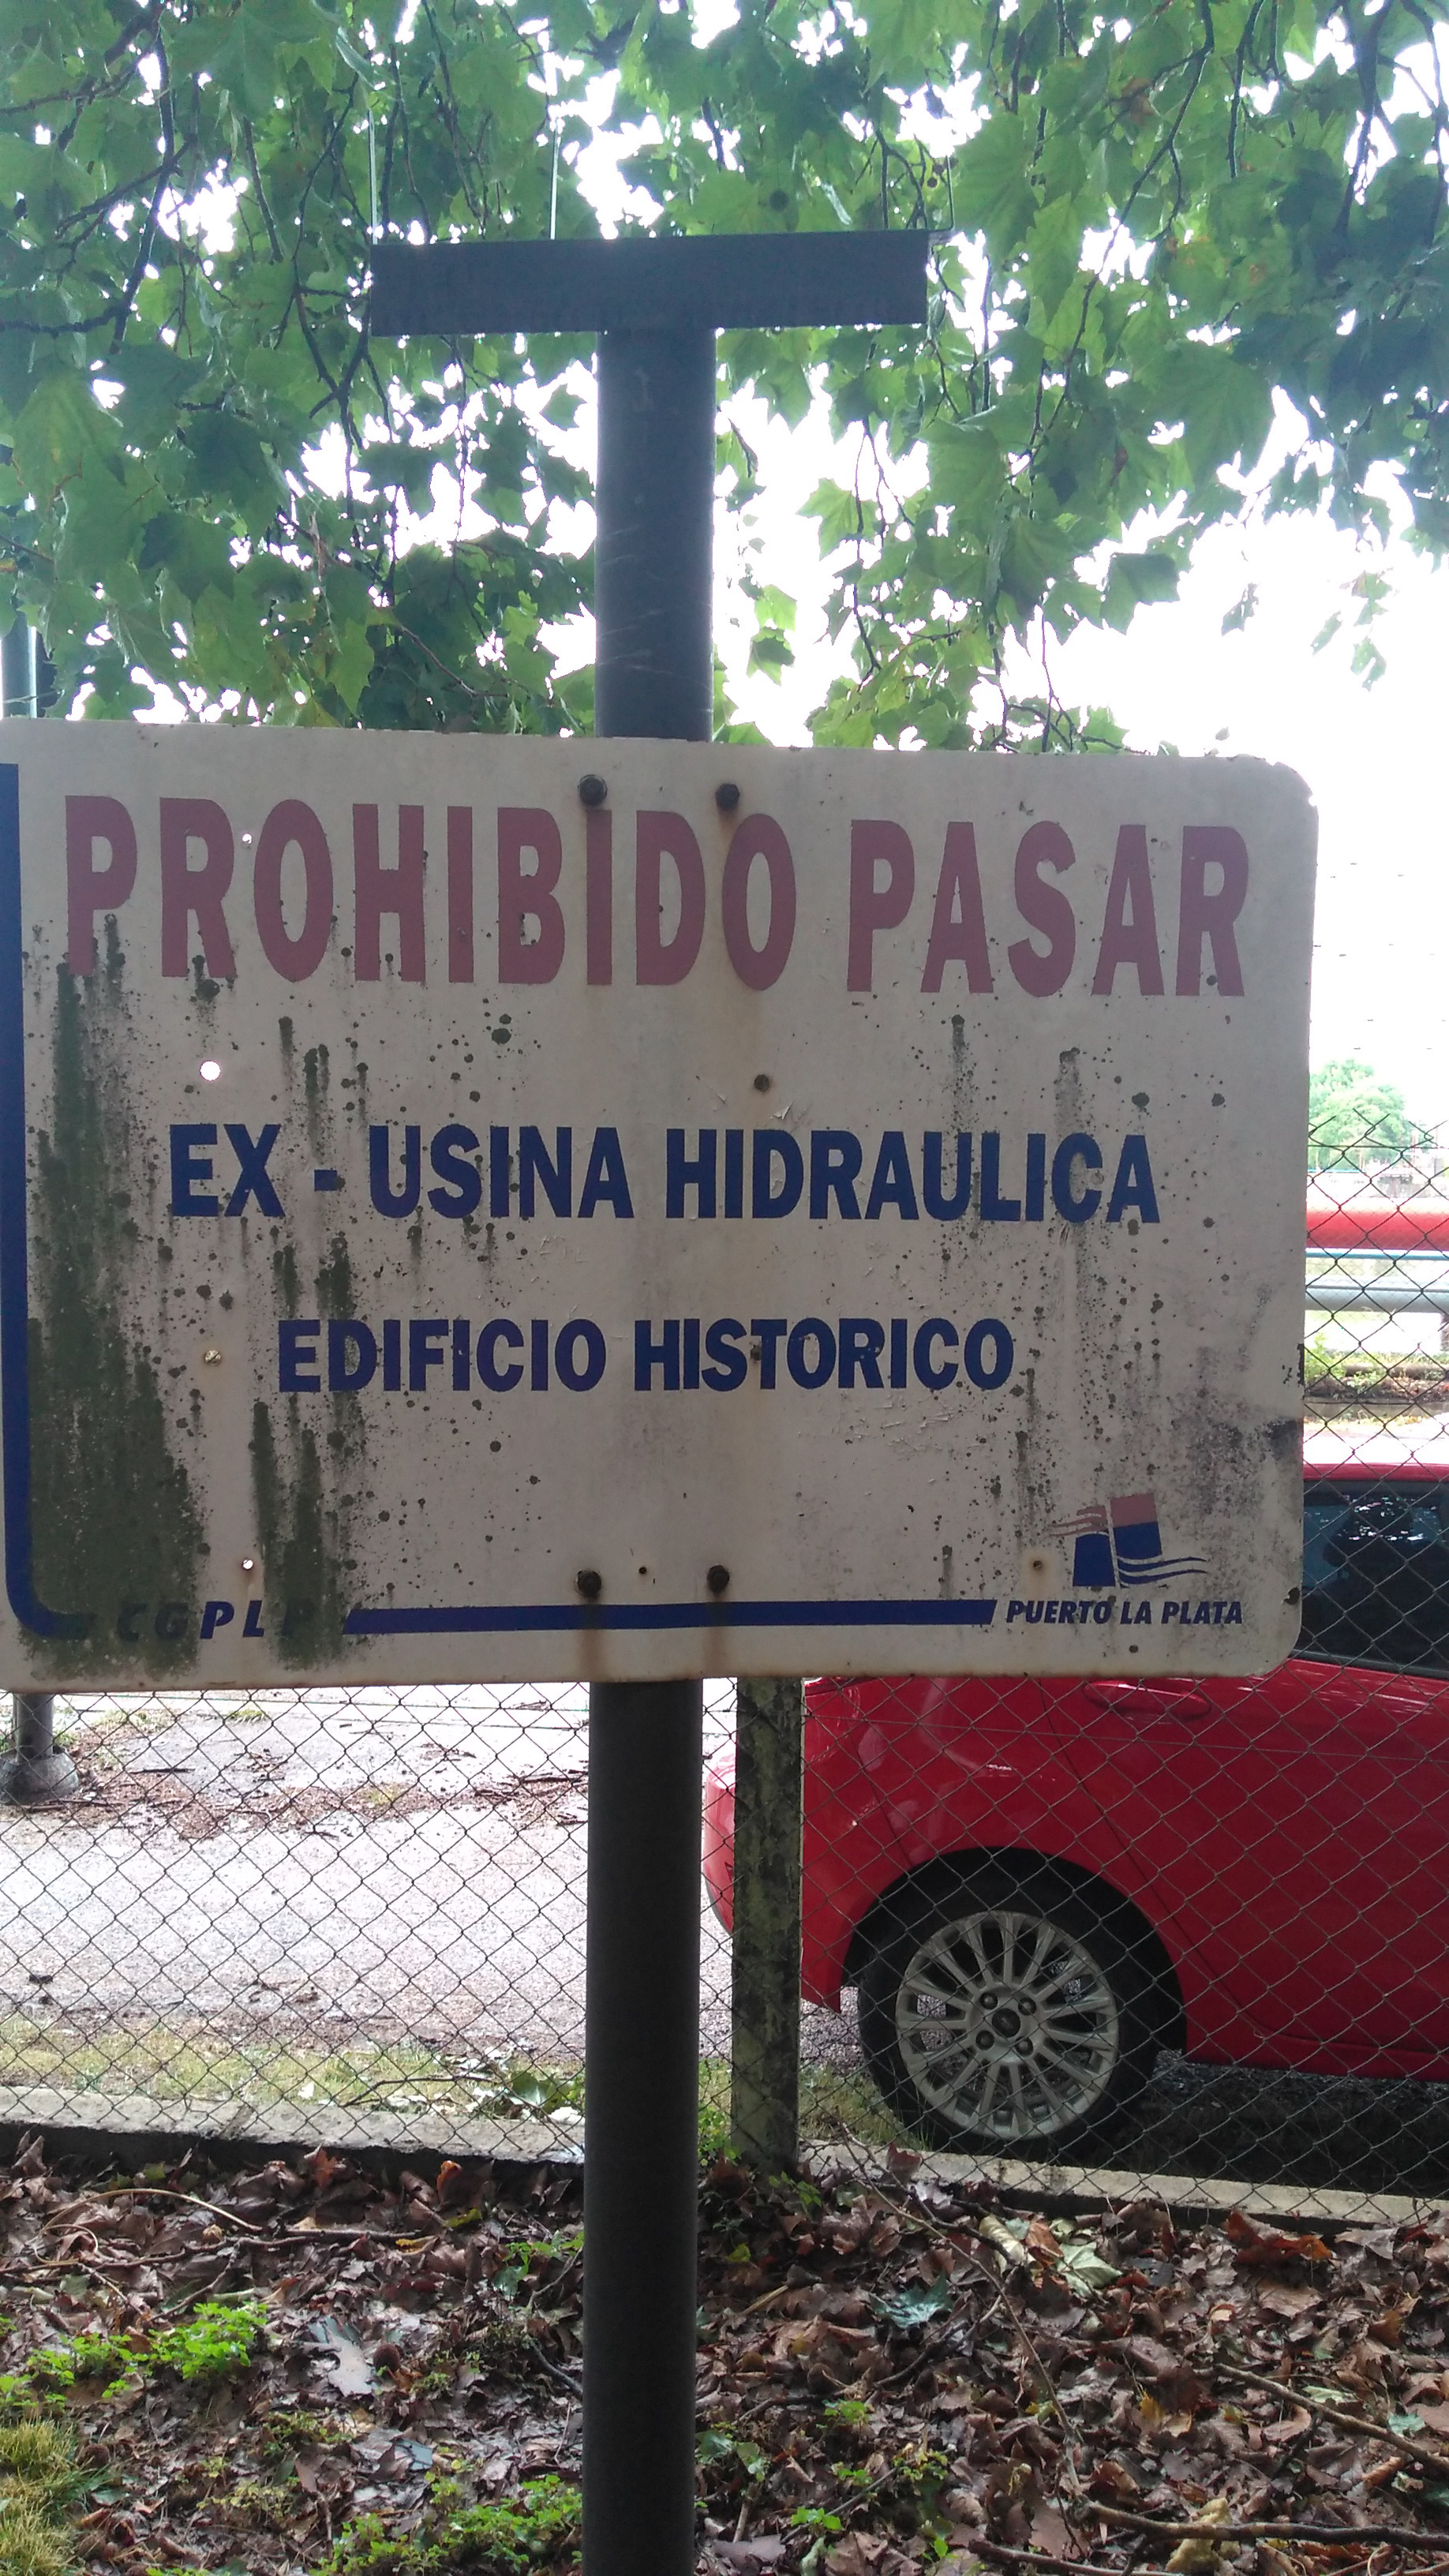 PROHIBIDO PASAR
EX - USINA HIDRAULICA
EDIFICIO HISTORICO
CGPLP
PUERTO LA PLATA